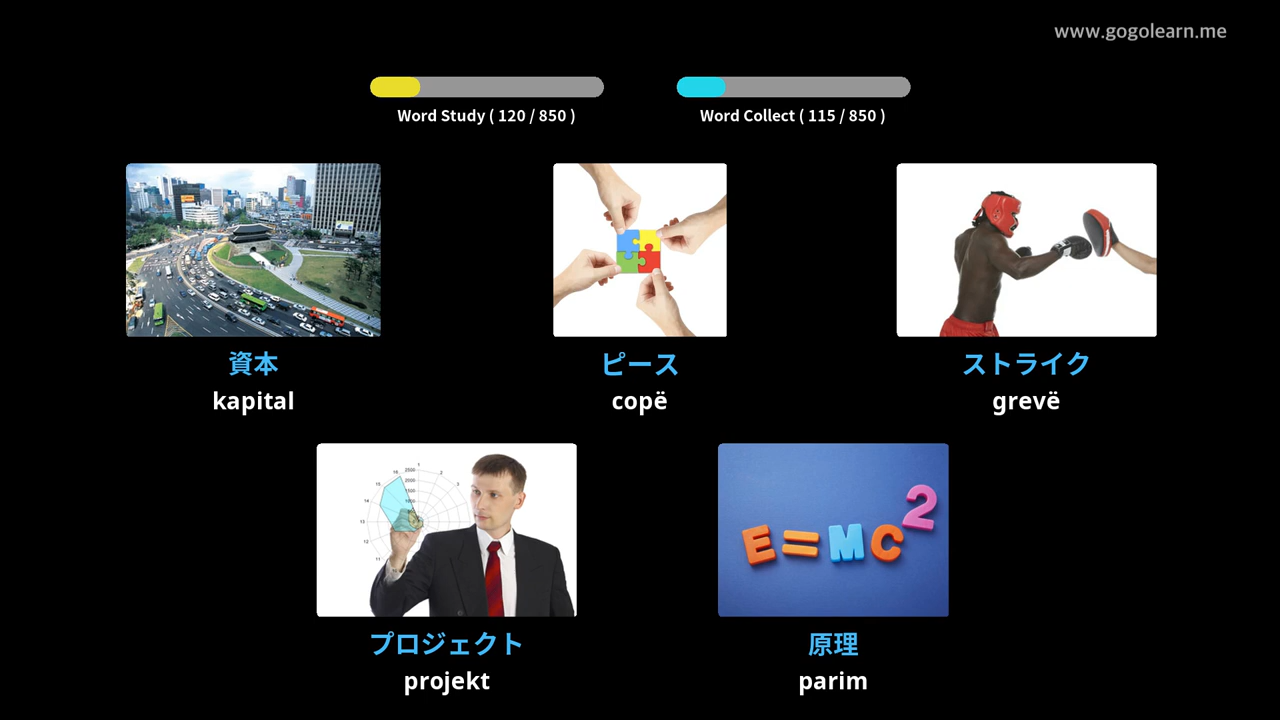 www.gogolearn.me
Word Study ( 120 / 850 )
Word Collect ( 115 / 850 )
資本
kapital
ピース
copë
ストライク
grevë
E=MC2
プロジェクト
projekt
原理
parim